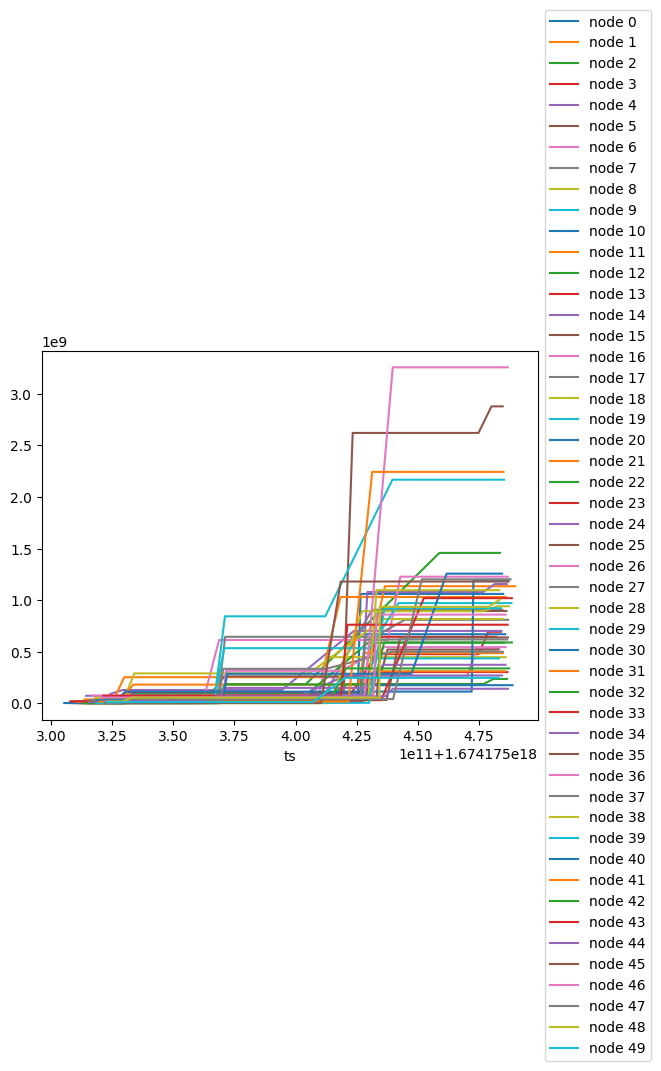 1e9
3.0
2.5
2.0
1.5
1.0
0.5
0.0
3.00 3.25 3.50 3.75 4.00 4.25 4.50 4.75
ts
1e11+1.674175e18
node 0
node 1
node 2
node 3
node 4
node 5
node 6
node 7
node 8
node 9
node 10
node 11
node 12
node 13
node 14
node 15
node 16
node 17
node 18
node 19
node 20
node 21
node 22
node 23
node 24
node 25
node 26
node 27
node 28
node 29
node 30
node 31
node 32
node 33
node 34
node 35
node 36
node 37
node 38
node 39
node 40
node 41
node 42
node 43
node 44
node 45
node 46
node 47
node 48
node 49